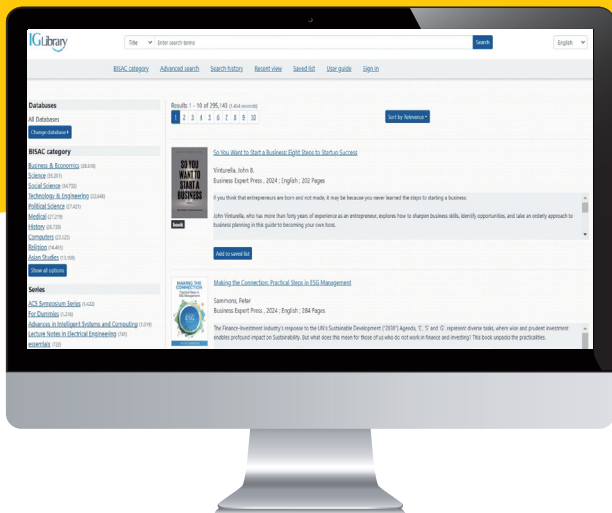 IGLibrary
Title
Enter search terms
Search
English
BISAC category Advanced search Search history Recent view Saved list User guide Sign in
Databases
All Databases
Change database
BISAC category
Business & Economics
Science
Social Science
Technology & Engineering
Political Science
Medical
History
Computers
Religion
Asian Studies
Show all options
Series
ACS Symposium Series
For Dummies
Advances in Intelligent Systems and Computing
Lecture Notes in Electrical Engineering
essentials
Results 1 - 10 of 295,143
1 2 3 4 5 6 7 8 9 10
Sort by Relevance
SO YOU
WANT TO
START A
BUSINESS
book
So You Want to Start a Business: Eight Steps to Startup Success
Vinturella, John B.
Business Expert Press , 2024 ; English ; 202 Pages
If you think that entrepreneurs are born and not made, it may be because you never learned the steps to starting a business.
John Vinturella, who has more than forty years of experience as an entrepreneur, explores how to sharpen business skills, identify opportunities, and take an orderly approach to
business planning in this guide to becoming your own boss.
Add to saved list
MAKING THE
CONNECTION
ESG
Making the Connection: Practical Steps in ESG Management
Sammons, Peter
Business Expert Press , 2024 ; English ; 284 Pages
The Finance-Investment industry's response to the UN's Sustainable Development ("2030") Agenda, 'E', 'S' and 'G', represent diverse tasks, where wise and prudent investment
enables profound impact on Sustainability. But what does this mean for those of us who do not work in finance and investing? This book unpacks the practicalities.